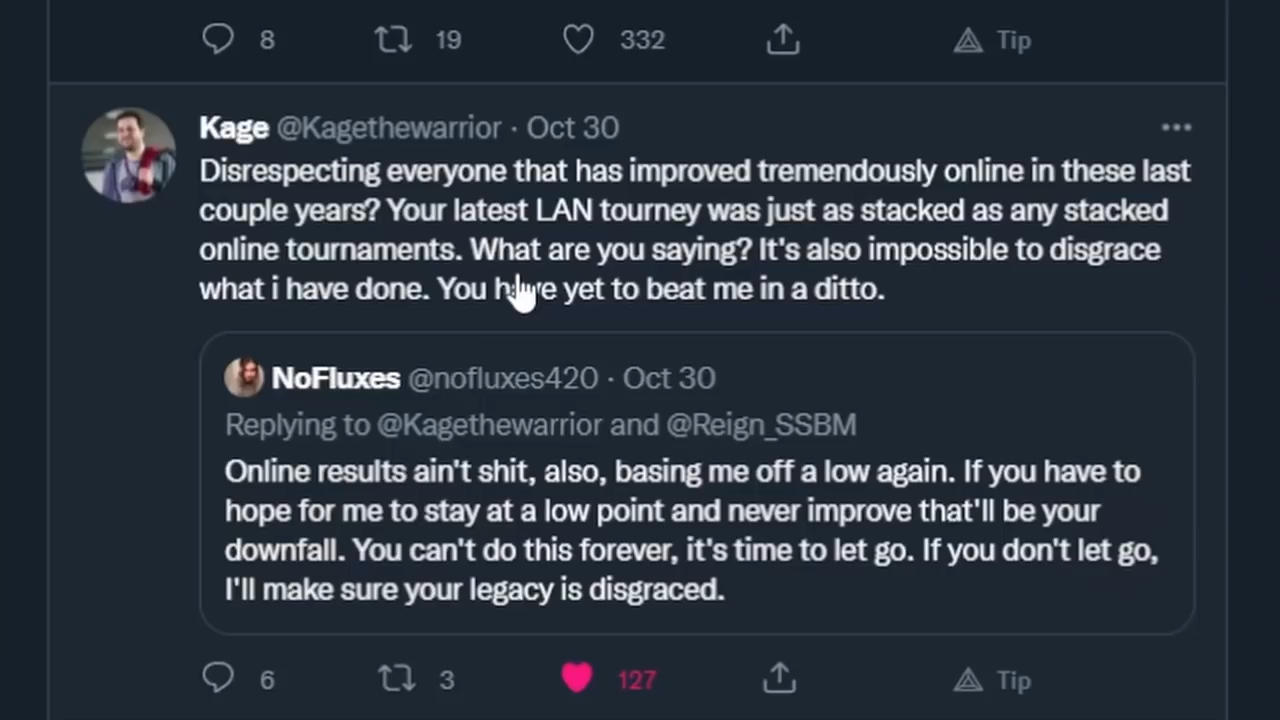 8 19 332 Tip
Kage @Kagethewarrior · Oct 30
Disrespecting everyone that has improved tremendously online in these last
couple years? Your latest LAN tourney was just as stacked as any stacked
online tournaments. What are you saying? It's also impossible to disgrace
what i have done. You have yet to beat me in a ditto.
NoFluxes @nofluxes420 · Oct 30
Replying to @Kagethewarrior and @Reign_SSBM
Online results ain't shit, also, basing me off a low again. If you have to
hope for me to stay at a low point and never improve that'll be your
downfall. You can't do this forever, it's time to let go. If you don't let go,
I'll make sure your legacy is disgraced.
6 3 127 Tip